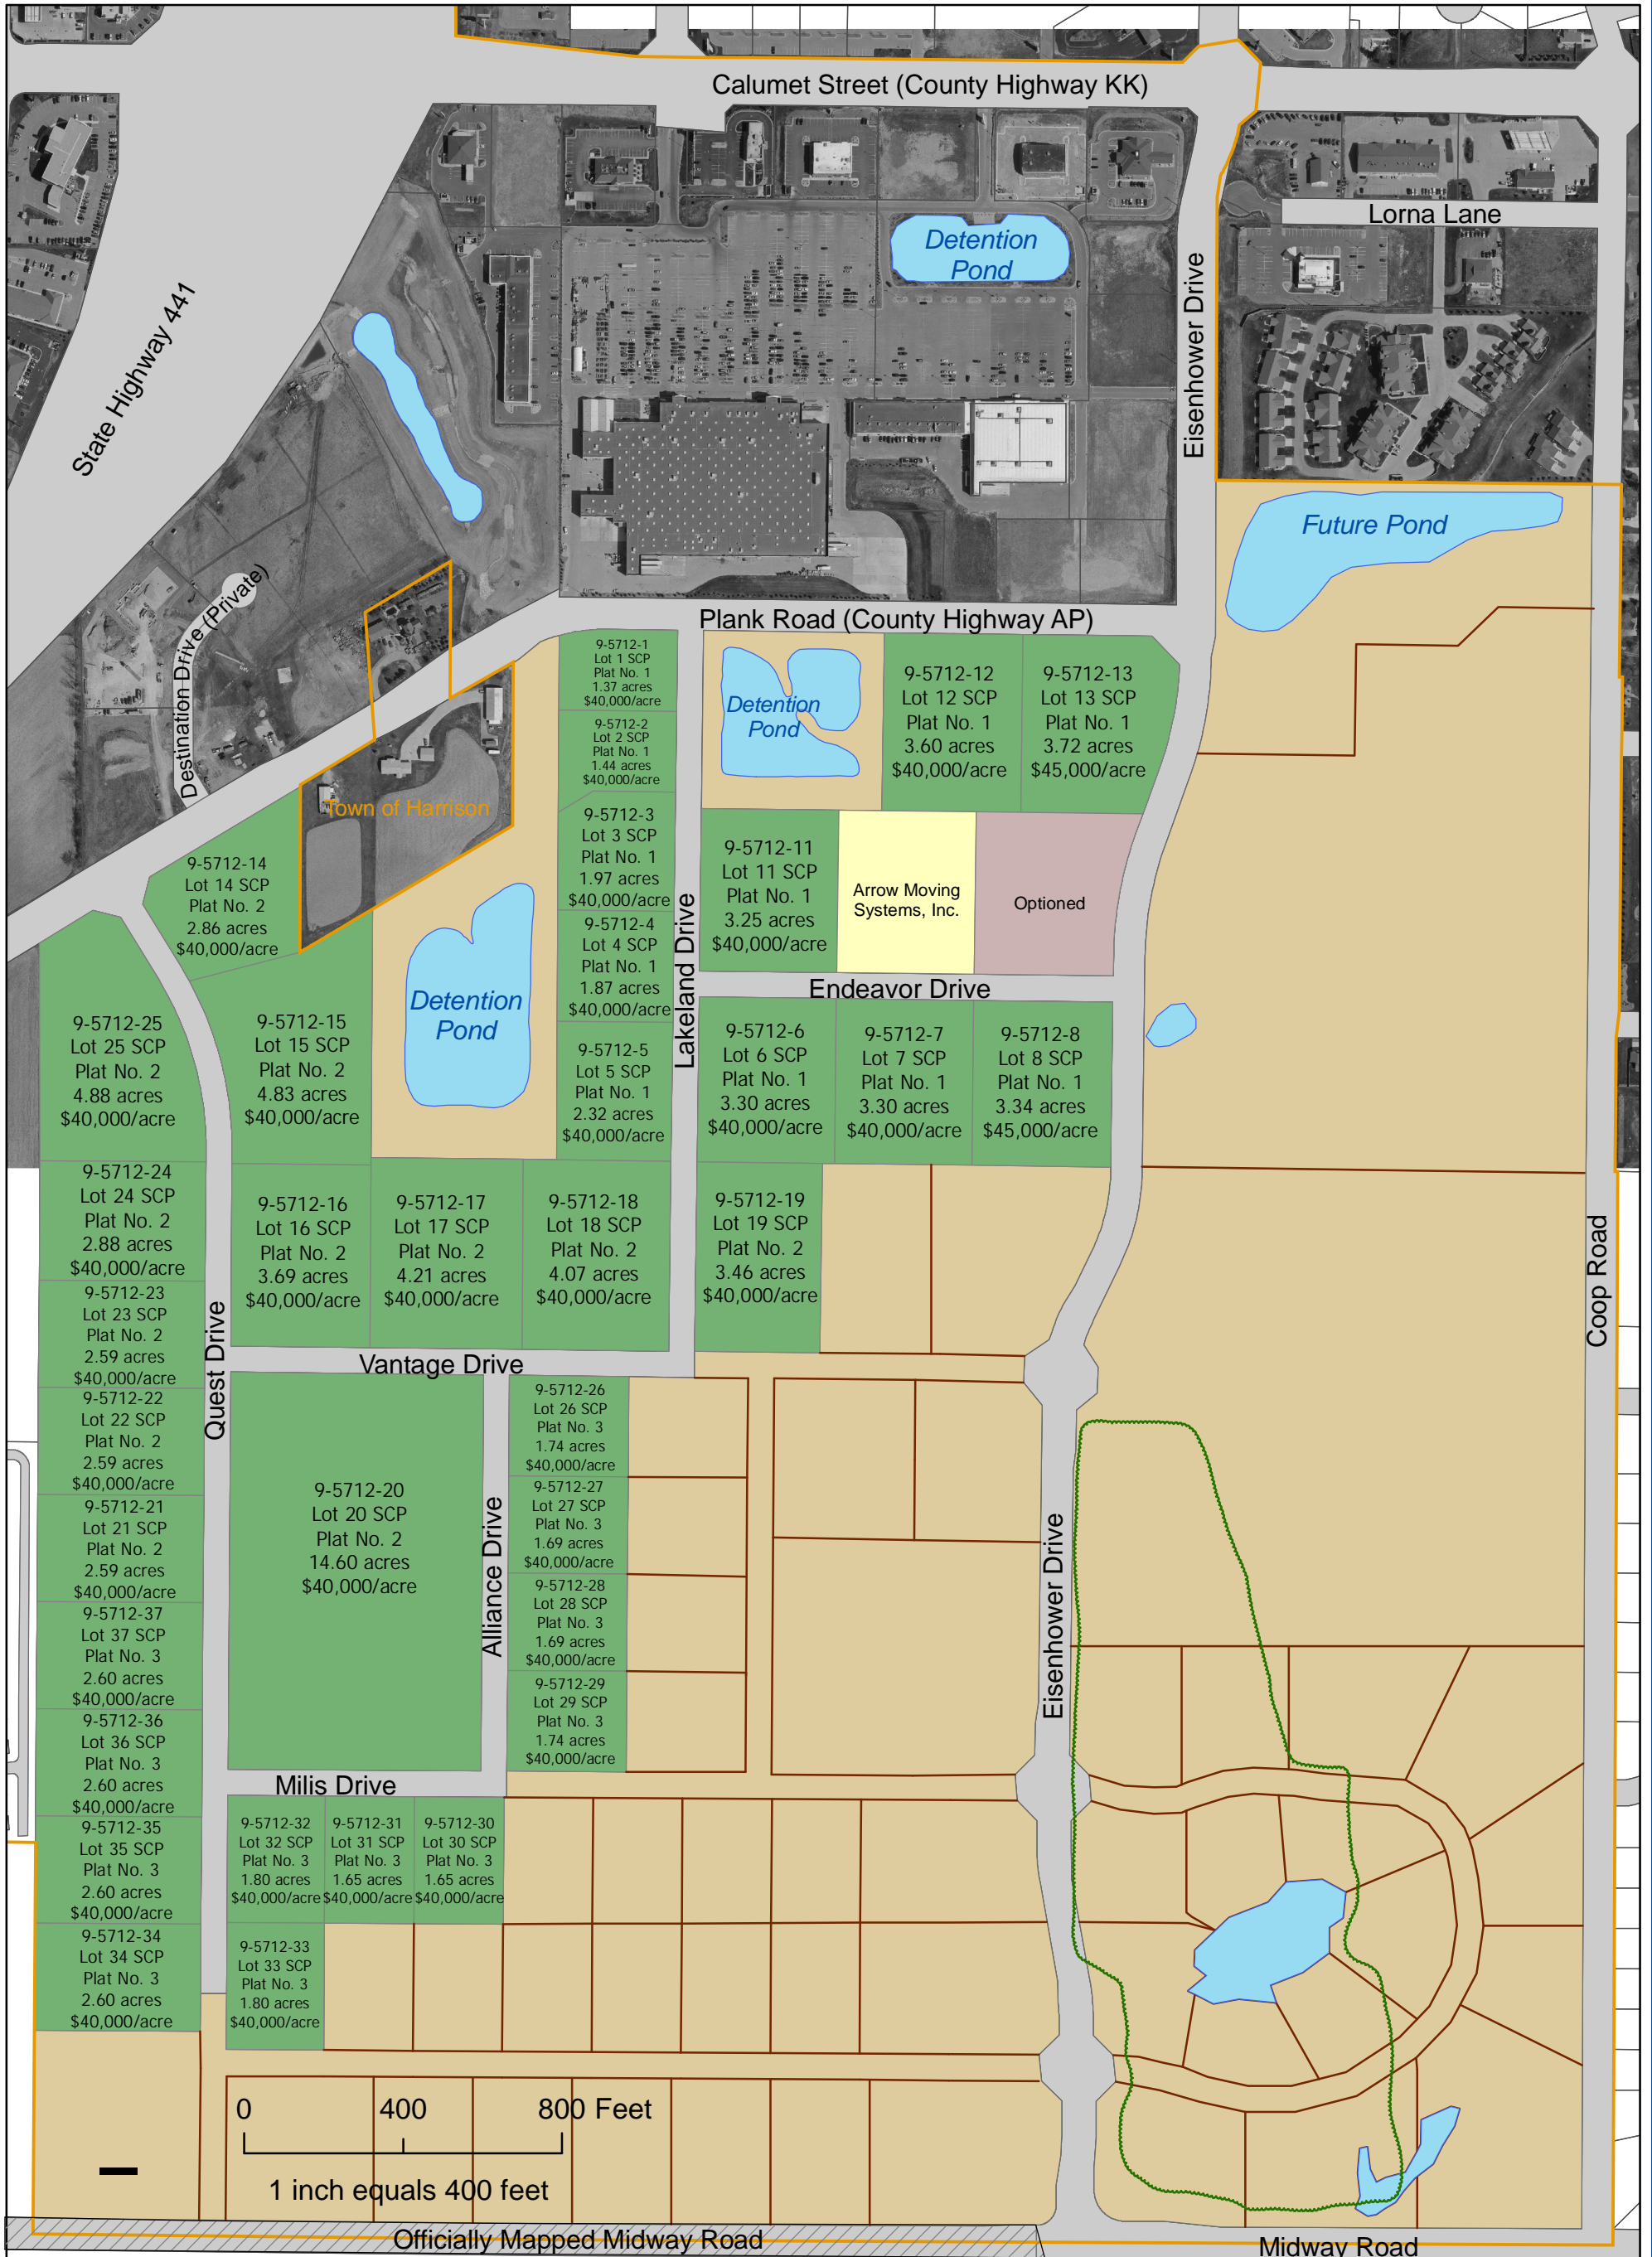 Calumet Street (County Highway KK)
Lorna Lane
State Highway 441
Detention
Pond
Eisenhower Drive
Future Pond
Destination Drive (Private)
Plank Road (County Highway AP)
Town of Harrison
9-5712-1
Lot 1 SCP
Plat No. 1
1.37 acres
$40,000/acre
9-5712-2
Lot 2 SCP
Plat No. 1
1.44 acres
$40,000/acre
9-5712-3
Lot 3 SCP
Plat No. 1
1.97 acres
$40,000/acre
9-5712-4
Lot 4 SCP
Plat No. 1
1.87 acres
$40,000/acre
9-5712-5
Lot 5 SCP
Plat No. 1
2.32 acres
$40,000/acre
Lakeland Drive
Detention
Pond
9-5712-12
Lot 12 SCP
Plat No. 1
3.60 acres
$40,000/acre
9-5712-13
Lot 13 SCP
Plat No. 1
3.72 acres
$45,000/acre
9-5712-11
Lot 11 SCP
Plat No. 1
3.25 acres
$40,000/acre
Arrow Moving
Systems, Inc.
Optioned
Endeavor Drive
9-5712-6
Lot 6 SCP
Plat No. 1
3.30 acres
$40,000/acre
9-5712-7
Lot 7 SCP
Plat No. 1
3.30 acres
$40,000/acre
9-5712-8
Lot 8 SCP
Plat No. 1
3.34 acres
$45,000/acre
9-5712-14
Lot 14 SCP
Plat No. 2
2.86 acres
$40,000/acre
Detention
Pond
9-5712-25
Lot 25 SCP
Plat No. 2
4.88 acres
$40,000/acre
9-5712-15
Lot 15 SCP
Plat No. 2
4.83 acres
$40,000/acre
9-5712-24
Lot 24 SCP
Plat No. 2
2.88 acres
$40,000/acre
9-5712-16
Lot 16 SCP
Plat No. 2
3.69 acres
$40,000/acre
9-5712-17
Lot 17 SCP
Plat No. 2
4.21 acres
$40,000/acre
9-5712-18
Lot 18 SCP
Plat No. 2
4.07 acres
$40,000/acre
9-5712-19
Lot 19 SCP
Plat No. 2
3.46 acres
$40,000/acre
Coop Road
9-5712-23
Lot 23 SCP
Plat No. 2
2.59 acres
$40,000/acre
Quest Drive
Vantage Drive
9-5712-22
Lot 22 SCP
Plat No. 2
2.59 acres
$40,000/acre
9-5712-21
Lot 21 SCP
Plat No. 2
2.59 acres
$40,000/acre
9-5712-20
Lot 20 SCP
Plat No. 2
14.60 acres
$40,000/acre
Alliance Drive
9-5712-26
Lot 26 SCP
Plat No. 3
1.74 acres
$40,000/acre
9-5712-27
Lot 27 SCP
Plat No. 3
1.69 acres
$40,000/acre
9-5712-28
Lot 28 SCP
Plat No. 3
1.69 acres
$40,000/acre
9-5712-29
Lot 29 SCP
Plat No. 3
1.74 acres
$40,000/acre
Eisenhower Drive
9-5712-37
Lot 37 SCP
Plat No. 3
2.60 acres
$40,000/acre
9-5712-36
Lot 36 SCP
Plat No. 3
2.60 acres
$40,000/acre
Milis Drive
9-5712-35
Lot 35 SCP
Plat No. 3
2.60 acres
$40,000/acre
9-5712-32
Lot 32 SCP
Plat No. 3
1.80 acres
$40,000/acre
9-5712-31
Lot 31 SCP
Plat No. 3
1.65 acres
$40,000/acre
9-5712-30
Lot 30 SCP
Plat No. 3
1.65 acres
$40,000/acre
9-5712-34
Lot 34 SCP
Plat No. 3
2.60 acres
$40,000/acre
9-5712-33
Lot 33 SCP
Plat No. 3
1.80 acres
$40,000/acre
0 400 800 Feet
1 inch equals 400 feet
Officially Mapped Midway Road
Midway Road